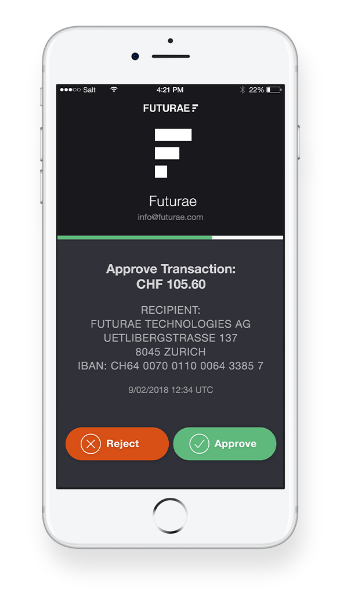 Salt 4:21 PM 22%
FUTURAE
Futurae
info@futurae.com
Approve Transaction:
CHF 105.60
RECIPIENT:
FUTURAE TECHNOLOGIES AG
UETLIBERGSTRASSE 137
8045 ZURICH
IBAN: CH64 0070 0110 0064 3385 7
9/02/2018 12:34 UTC
Reject Approve